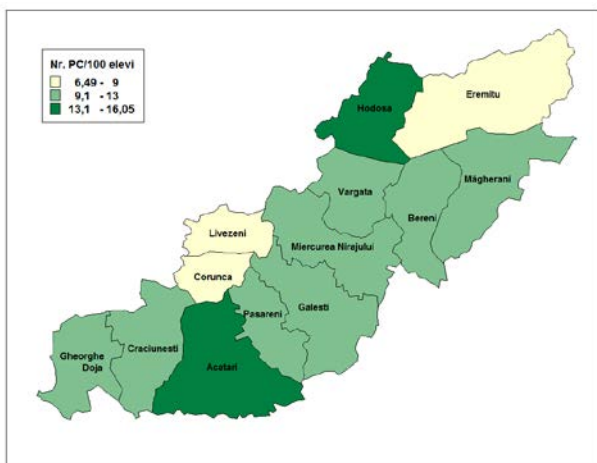 Nr. PC/100 elevi
6,49 - 9
9,1 - 13
13,1 - 16,05
Hodosa
Eremitu
Vargata
Măgherani
Bereni
Livezeni
Miercurea Nirajului
Corunca
Pasareni
Galesti
Gheorghe
Doja
Craciunesti
Acatari